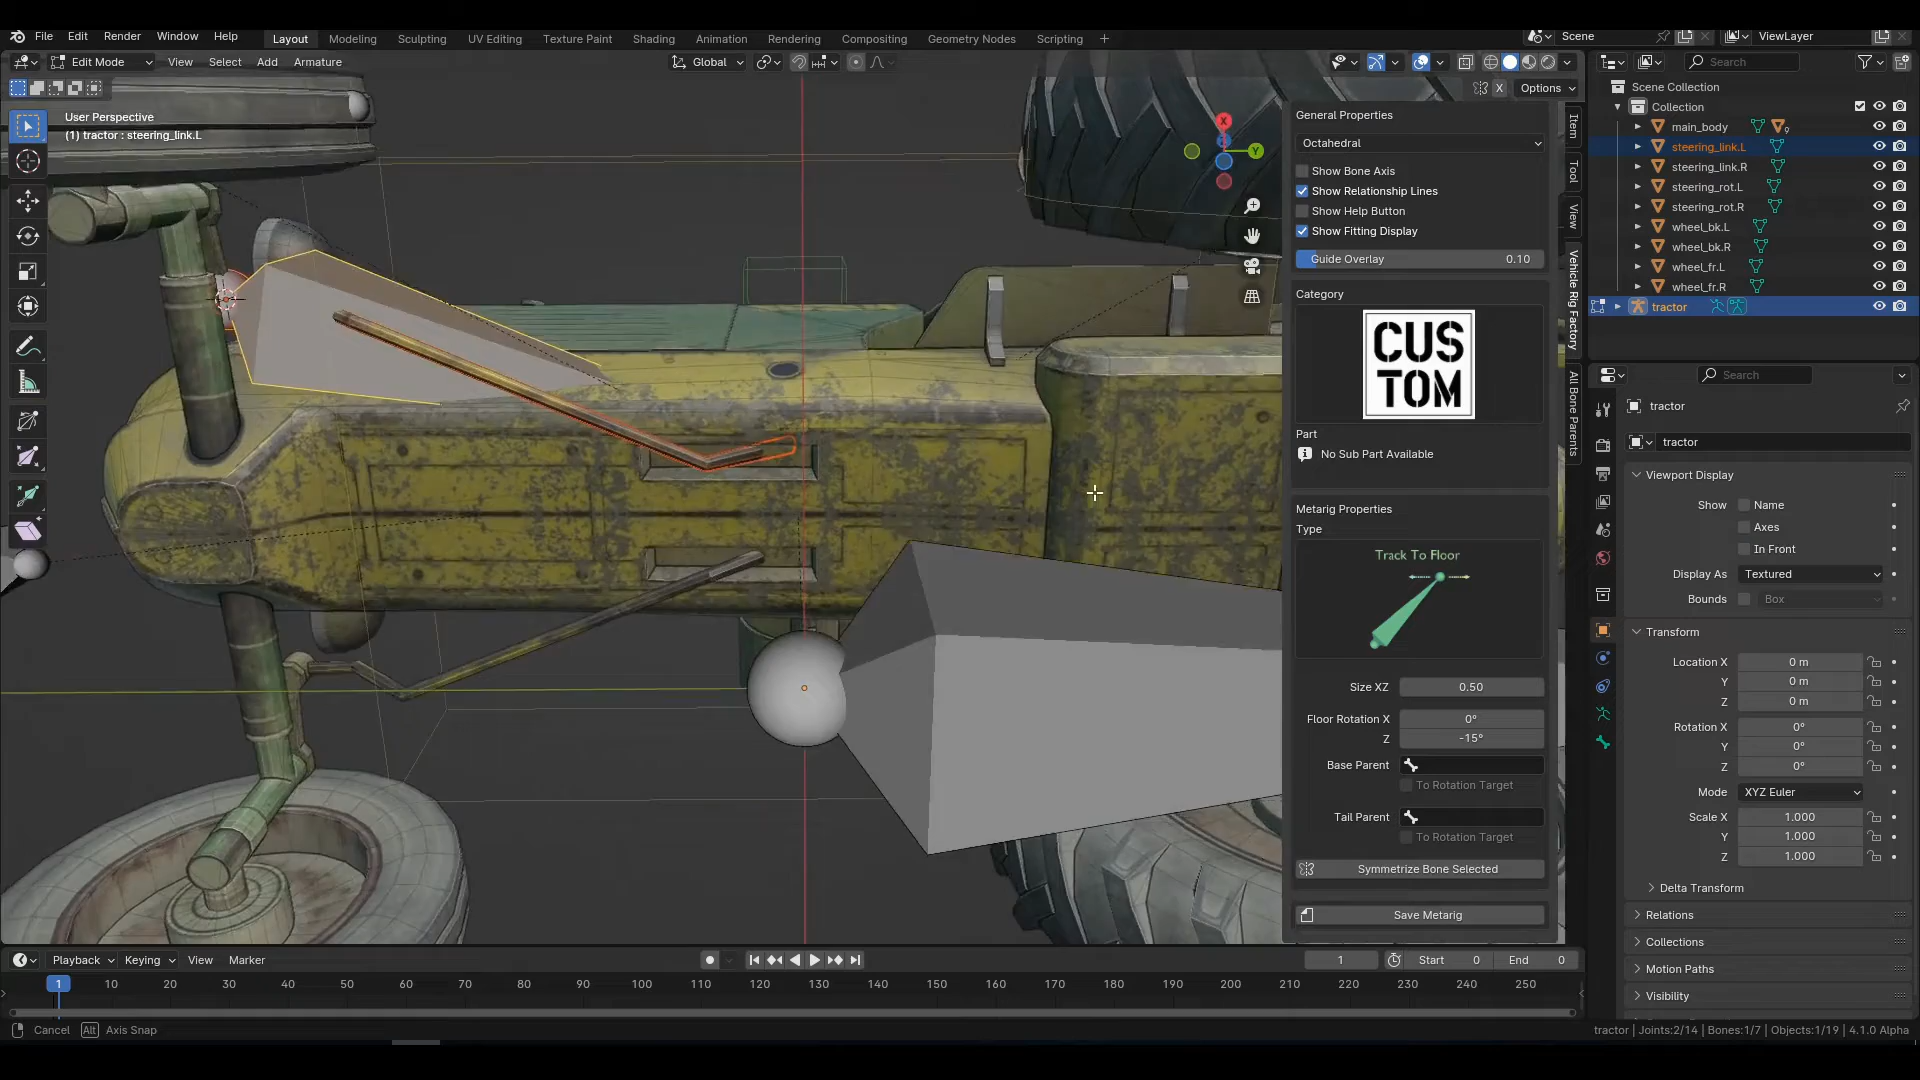 File Edit Render Window Help
Layout Modeling Sculpting UV Editing Texture Paint Shading Animation Rendering Compositing Geometry Nodes Scripting +
Scene
ViewLayer
Edit Mode View Select Add Armature
Global
Search
X Options
Scene Collection
Collection
main_body
9
steering_link.L
steering_link.R
steering_rot.L
steering_rot.R
wheel_bk.L
wheel_bk.R
wheel_fr.L
wheel_fr.R
tractor
User Perspective
(1) tractor : steering_link.L
X
Y
General Properties
Octahedral
Show Bone Axis
Show Relationship Lines
Show Help Button
Show Fitting Display
Guide Overlay 0.10
Category
CUS
TOM
Part
No Sub Part Available
Metarig Properties
Type
Track To Floor
Size XZ 0.50
Floor Rotation X 0°
Z -15°
Base Parent
To Rotation Target
Tail Parent
To Rotation Target
Symmetrize Bone Selected
Save Metarig
Item
Tool
View
Vehicle Rig Factory
All Bone Parents
Search
tractor
tractor
Viewport Display
Show Name
Axes
In Front
Display As Textured
Bounds Box
Transform
Location X 0 m
Y 0 m
Z 0 m
Rotation X 0°
Y 0°
Z 0°
Mode XYZ Euler
Scale X 1.000
Y 1.000
Z 1.000
Delta Transform
Relations
Collections
Motion Paths
Visibility
Playback Keying View Marker
1 Start 0 End 0
1 10 20 30 40 50 60 70 80 90 100 110 120 130 140 150 160 170 180 190 200 210 220 230 240 250
Cancel Alt Axis Snap
tractor | Joints:2/14 | Bones:1/7 | Objects:1/19 | 4.1.0 Alpha